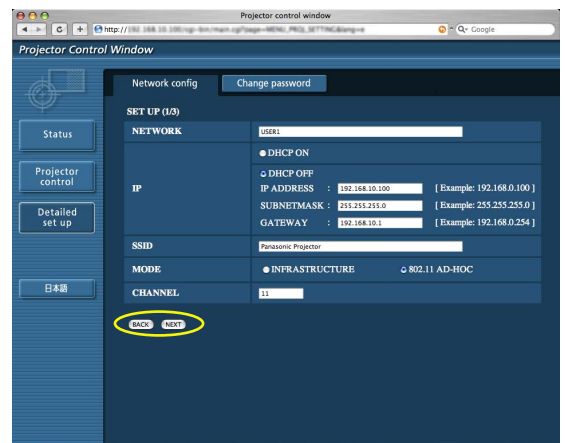 Projector control window
http://
Google
Projector Control Window
Network config
Change password
SET UP (1/3)
Status
Projector control
Detailed set up
日本語
NETWORK USER1
IP
DHCP ON
DHCP OFF
IP ADDRESS : 192.168.10.100 [ Example: 192.168.0.100 ]
SUBNETMASK : 255.255.255.0 [ Example: 255.255.255.0 ]
GATEWAY : 192.168.10.1 [ Example: 192.168.0.254 ]
SSID Panasonic Projector
MODE INFRASTRUCTURE 802.11 AD-HOC
CHANNEL 11
BACK NEXT